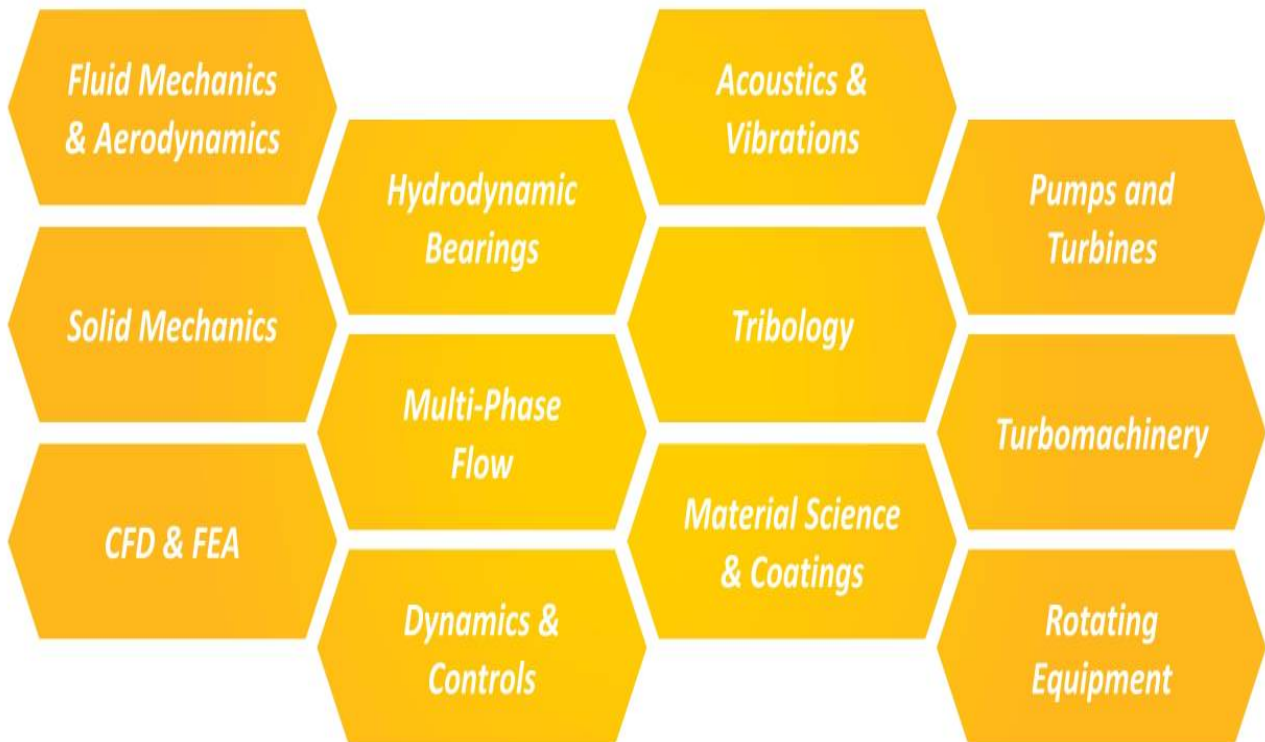 Fluid Mechanics
& Aerodynamics
Solid Mechanics
CFD & FEA
Hydrodynamic
Bearings
Multi-Phase
Flow
Dynamics &
Controls
Acoustics &
Vibrations
Tribology
Material Science
& Coatings
Pumps and
Turbines
Turbomachinery
Rotating
Equipment